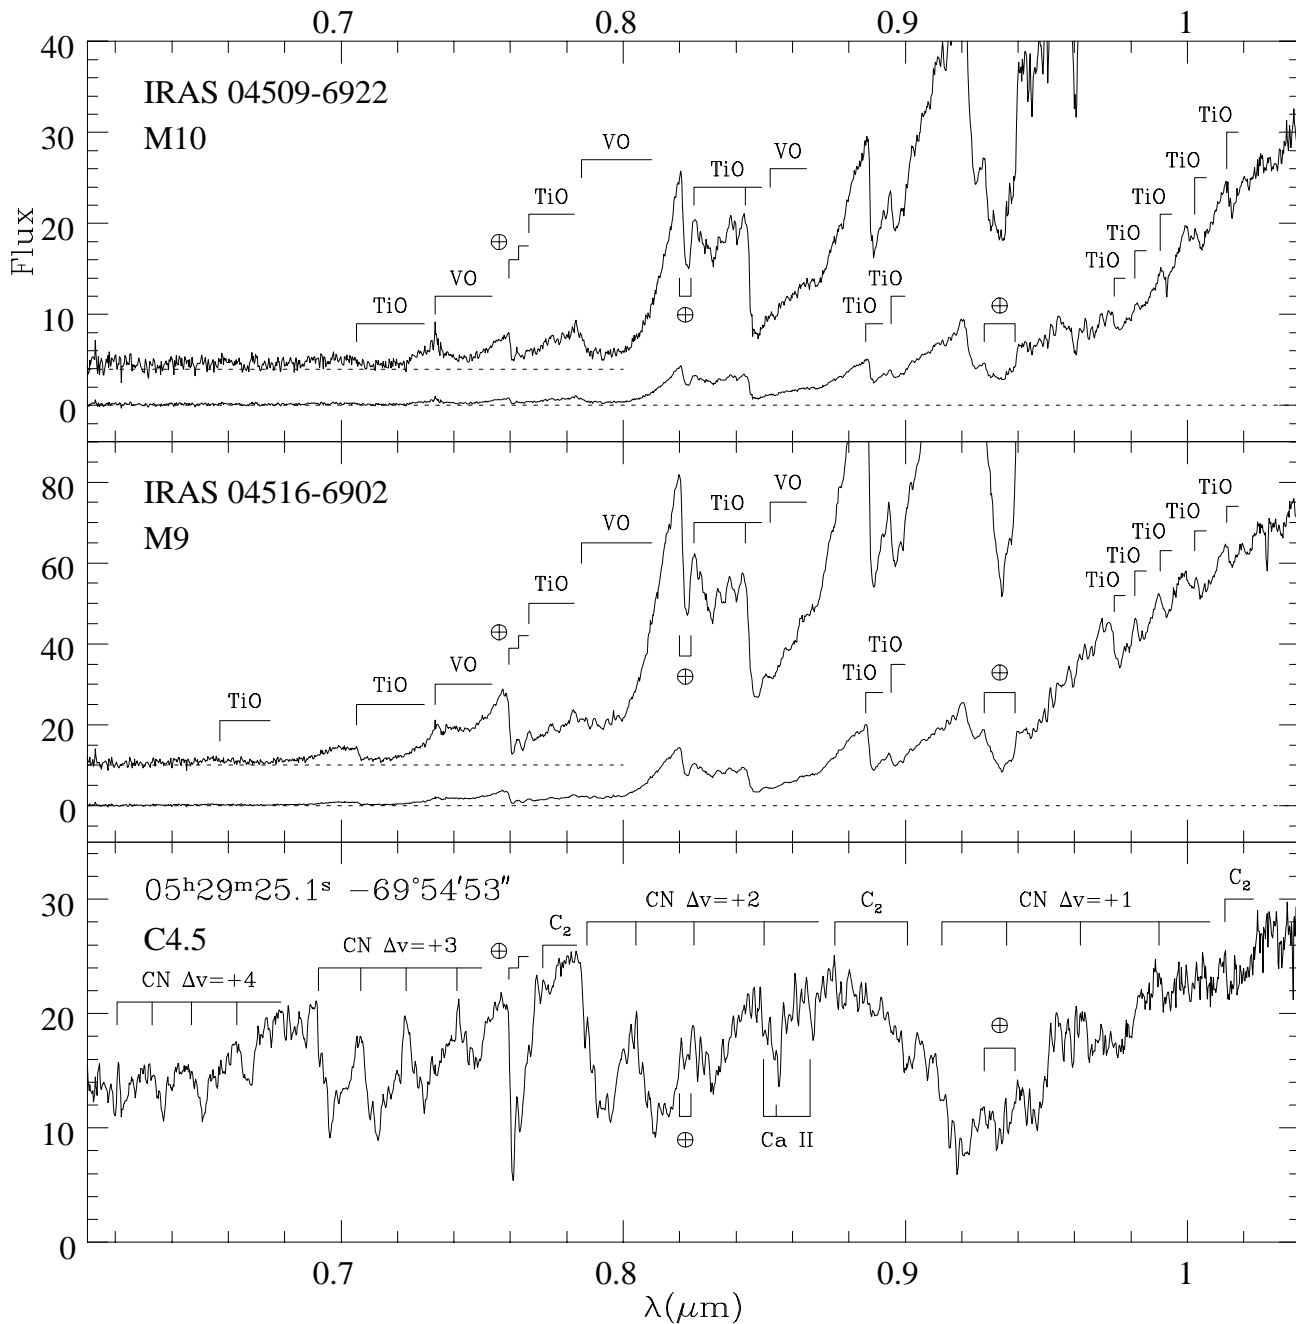 0.7 0.8 0.9 1
40
30
20
10
0
Flux
IRAS 04509-6922
M10
TiO
VO
⊕
TiO
VO
⊕
TiO
VO
TiO
TiO
⊕
TiO
TiO
TiO
TiO
TiO
80
60
40
20
0
IRAS 04516-6902
M9
TiO
TiO
VO
⊕
TiO
VO
⊕
TiO
VO
TiO
TiO
⊕
TiO
TiO
TiO
TiO
TiO
30
20
10
0
05ʰ29ᵐ25.1ˢ −69°54′53″
C4.5
CN Δv=+4
CN Δv=+3
⊕
C₂
CN Δv=+2
⊕
Ca II
C₂
CN Δv=+1
⊕
C₂
0.7 0.8 0.9 1
λ(μm)